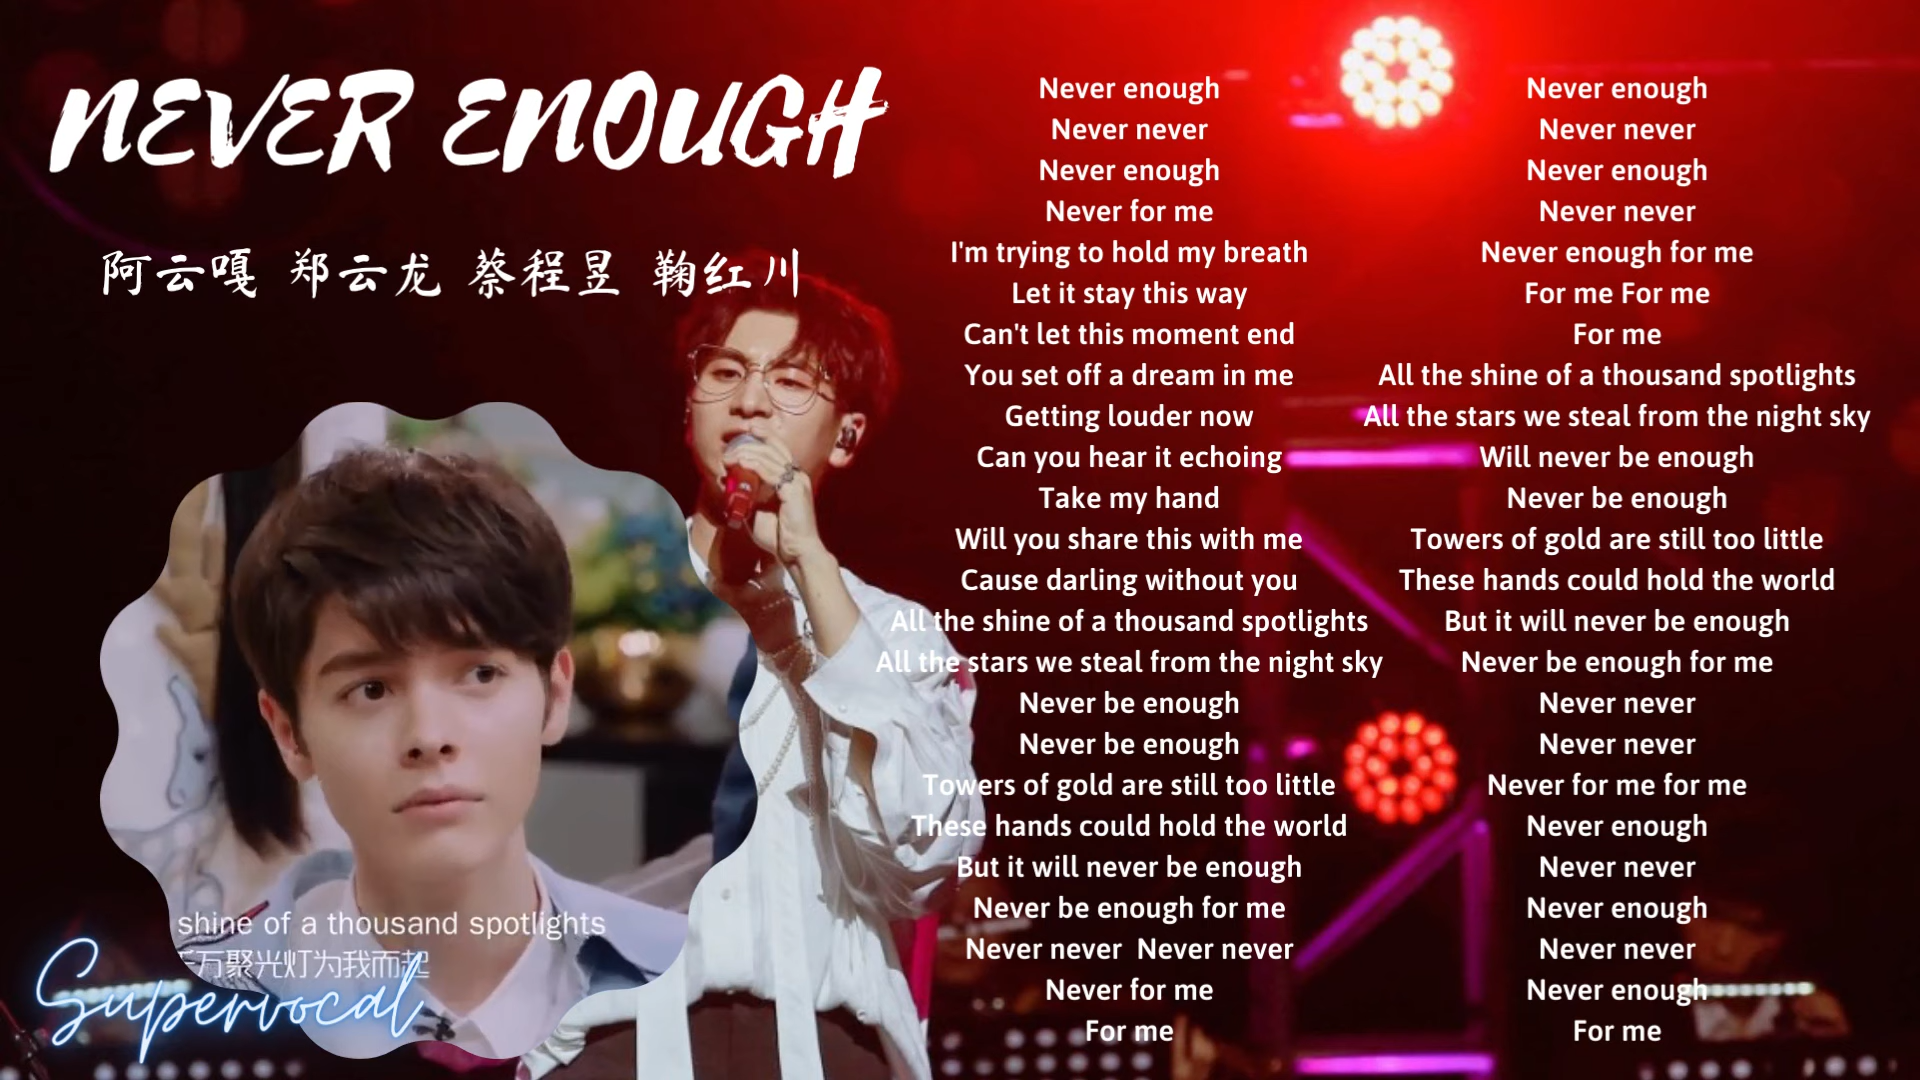 NEVER ENOUGH
阿云嘎 郑云龙 蔡程昱 鞠红川
Never enough
Never never
Never enough
Never for me
I'm trying to hold my breath
Let it stay this way
Can't let this moment end
You set off a dream in me
Getting louder now
Can you hear it echoing
Take my hand
Will you share this with me
Cause darling without you
All the shine of a thousand spotlights
All the stars we steal from the night sky
Never be enough
Never be enough
Towers of gold are still too little
These hands could hold the world
But it will never be enough
Never be enough for me
Never never  Never never
Never for me
For me
Never enough
Never never
Never enough
Never never
Never enough for me
For me For me
For me
All the shine of a thousand spotlights
All the stars we steal from the night sky
Will never be enough
Never be enough
Towers of gold are still too little
These hands could hold the world
But it will never be enough
Never be enough for me
Never never
Never never
Never for me for me
Never enough
Never never
Never enough
Never never
Never enough
For me
shine of a thousand spotlights
万聚光灯为我而起
Supervocal